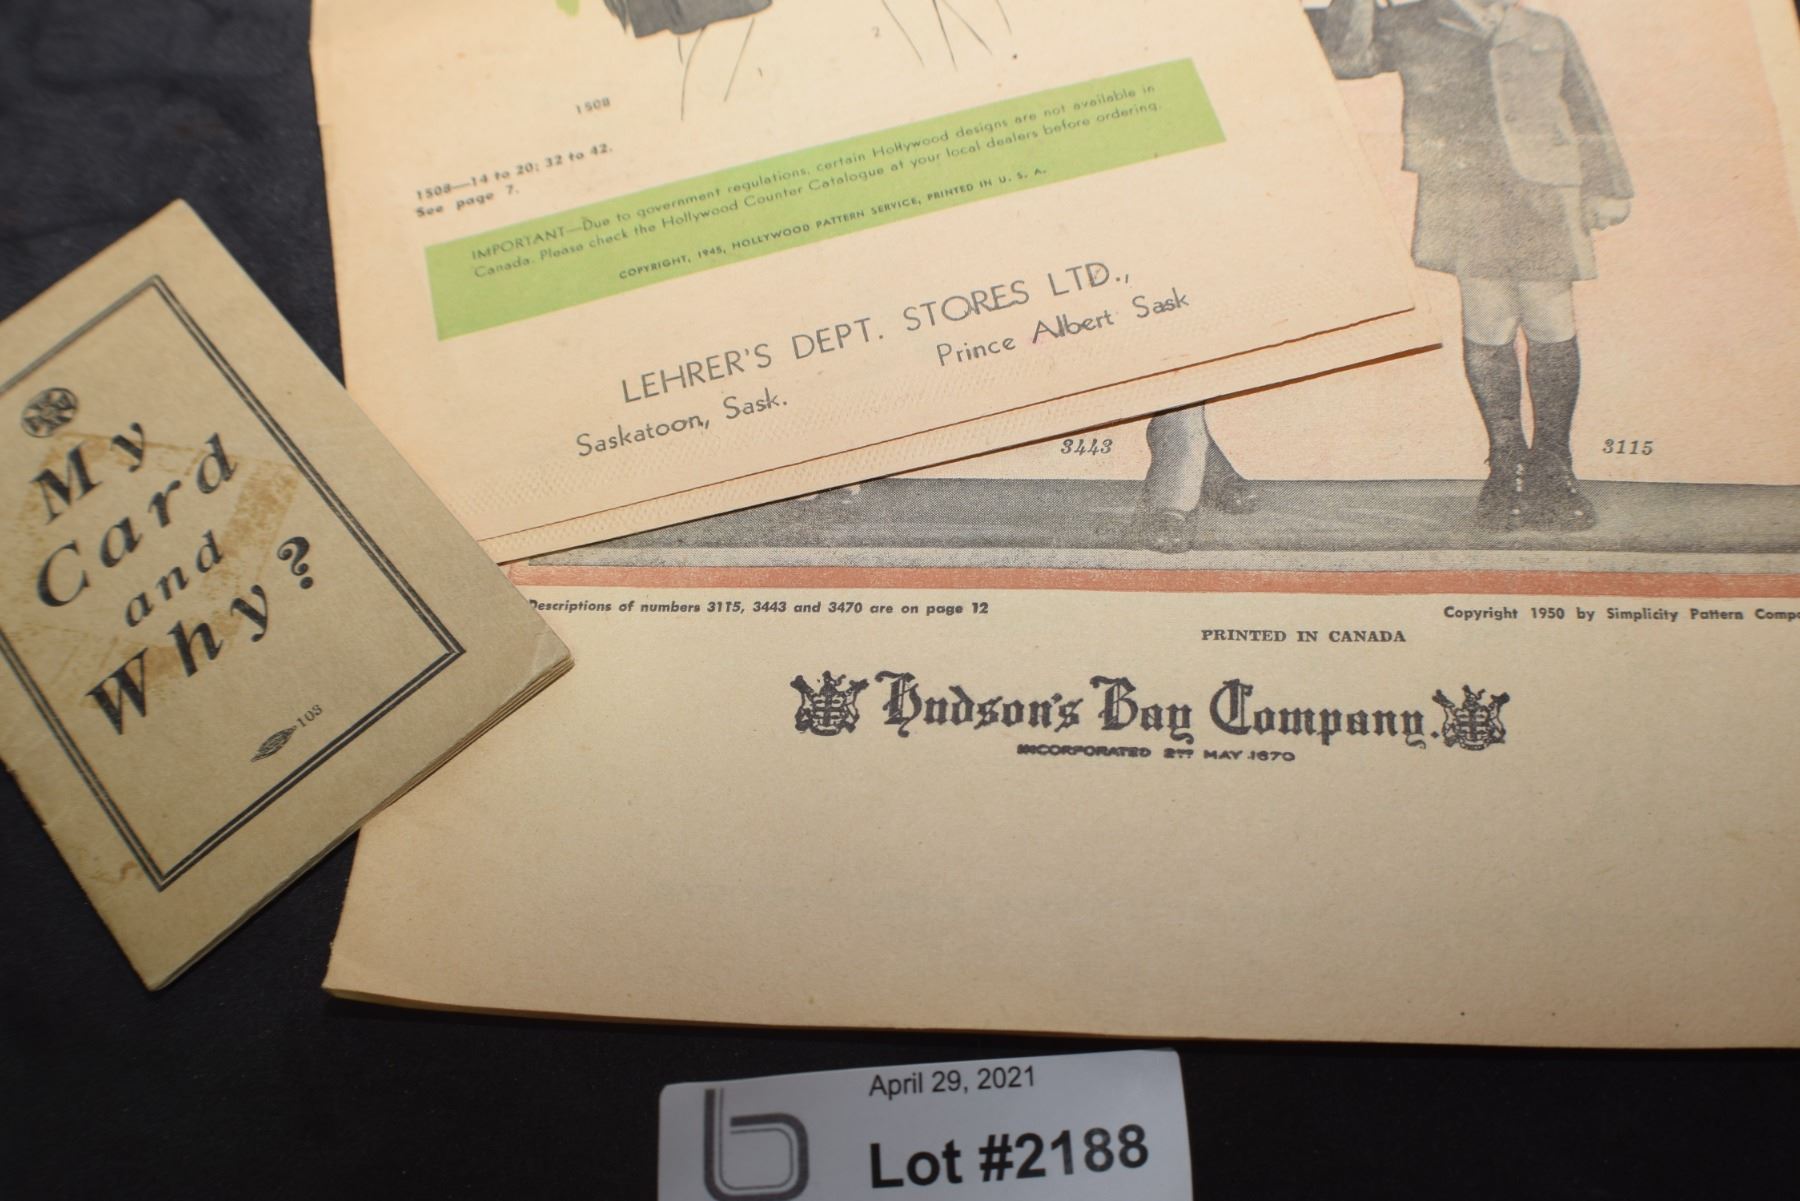 1508
2
1
1508—14 to 20; 32 to 42.
See page 7.
IMPORTANT—Due to government regulations, certain Hollywood designs are not available in
Canada. Please check the Hollywood Counter Catalogue at your local dealers before ordering.
COPYRIGHT, 1945, HOLLYWOOD PATTERN SERVICE, PRINTED IN U. S. A.
LEHRER'S DEPT. STORES LTD.,
Saskatoon, Sask.
Prince Albert Sask
My
Card
and
Why?
103
3443
3115
Descriptions of numbers 3115, 3443 and 3470 are on page 12
Copyright 1950 by Simplicity Pattern Comp
PRINTED IN CANADA
Hudson's Bay Company.
INCORPORATED 2ND MAY 1670
b
April 29, 2021
Lot #2188